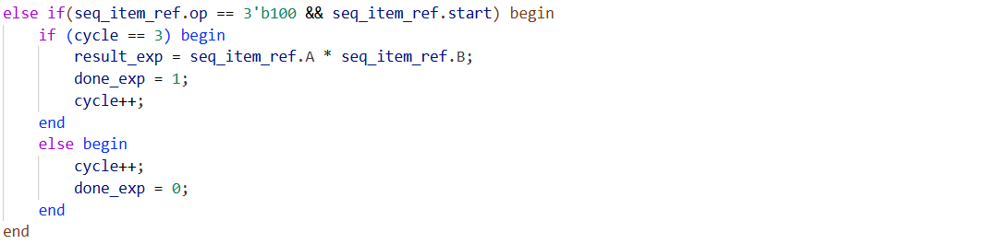 else if(seq_item_ref.op == 3'b100 && seq_item_ref.start) begin
    if (cycle == 3) begin
        result_exp = seq_item_ref.A * seq_item_ref.B;
        done_exp = 1;
        cycle++;
    end
    else begin
        cycle++;
        done_exp = 0;
    end
end